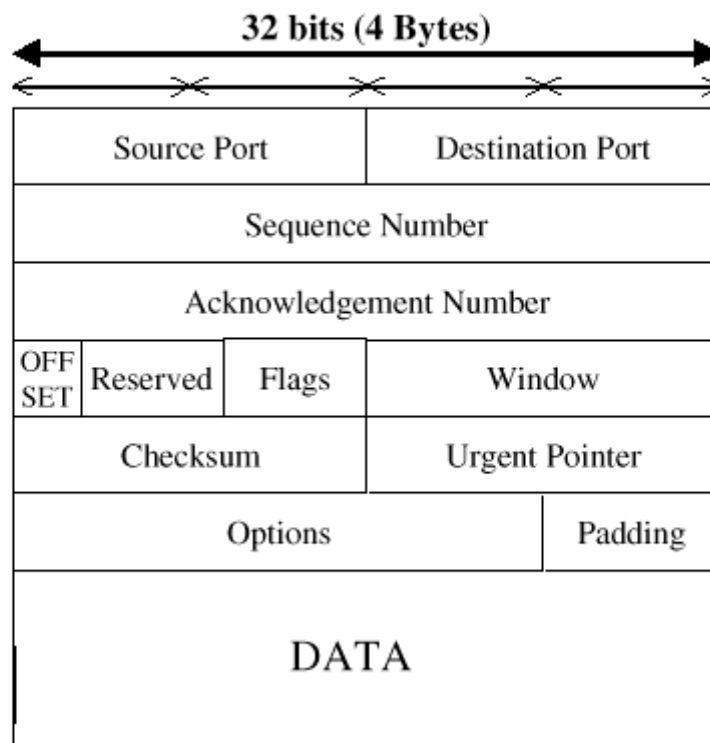 32 bits (4 Bytes)
Source Port
Destination Port
Sequence Number
Acknowledgement Number
OFF
SET
Reserved
Flags
Window
Checksum
Urgent Pointer
Options
Padding
DATA